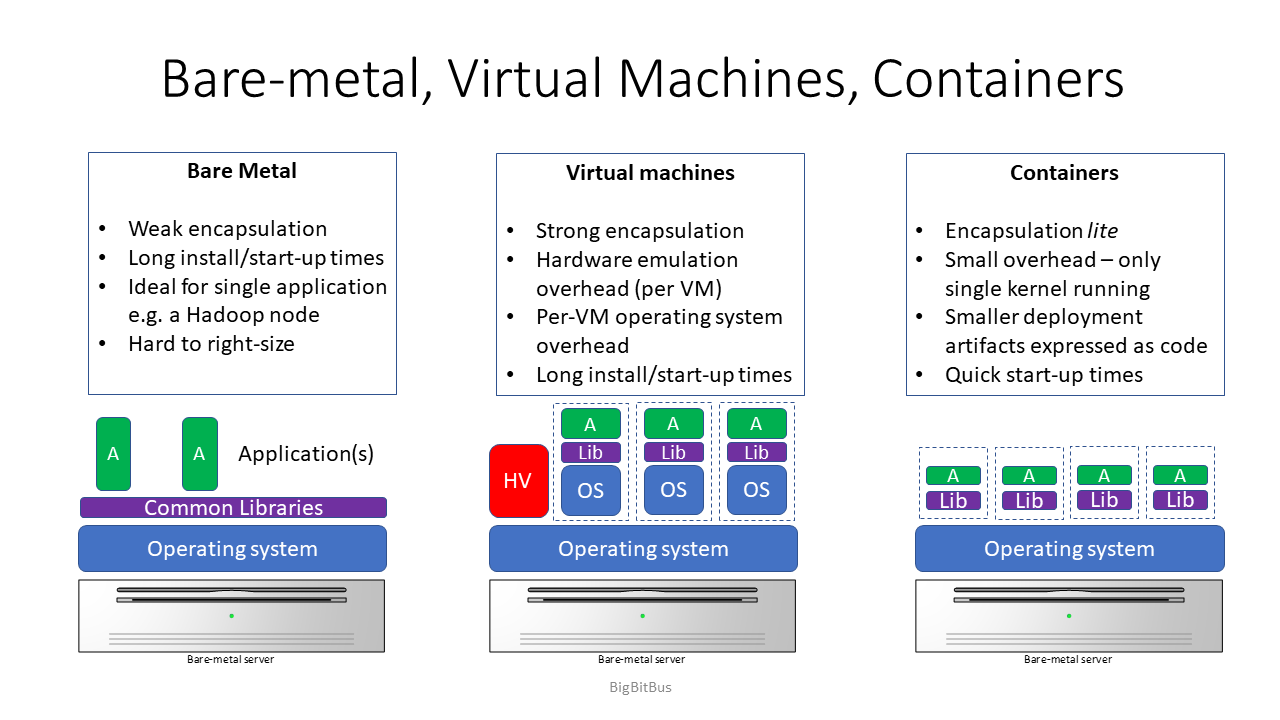 Bare-metal, Virtual Machines, Containers
Bare Metal
• Weak encapsulation
• Long install/start-up times
• Ideal for single application
e.g. a Hadoop node
• Hard to right-size
Virtual machines
• Strong encapsulation
• Hardware emulation
overhead (per VM)
• Per-VM operating system
overhead
• Long install/start-up times
Containers
• Encapsulation lite
• Small overhead – only
single kernel running
• Smaller deployment
artifacts expressed as code
• Quick start-up times
A A Application(s)
Common Libraries
Operating system
Bare-metal server
HV
A A A
Lib Lib Lib
OS OS OS
Operating system
Bare-metal server
A A A A
Lib Lib Lib Lib
Operating system
Bare-metal server
BigBitBus